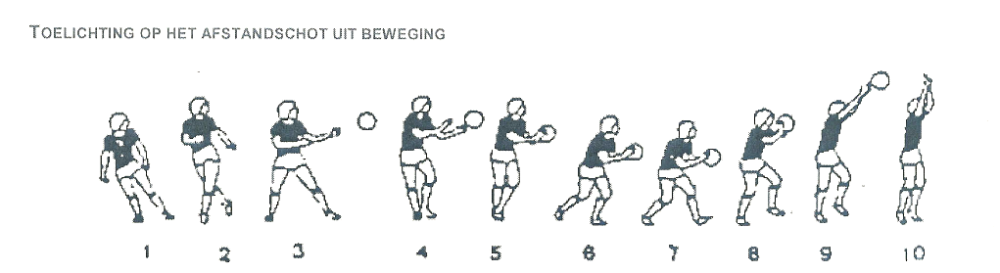 TOELICHTING OP HET AFSTANDSCHOT UIT BEWEGING
1 2 3 4 5 6 7 8 9 10